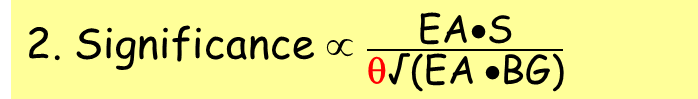 2. Significance ∝ EA•S
θ√(EA •BG)